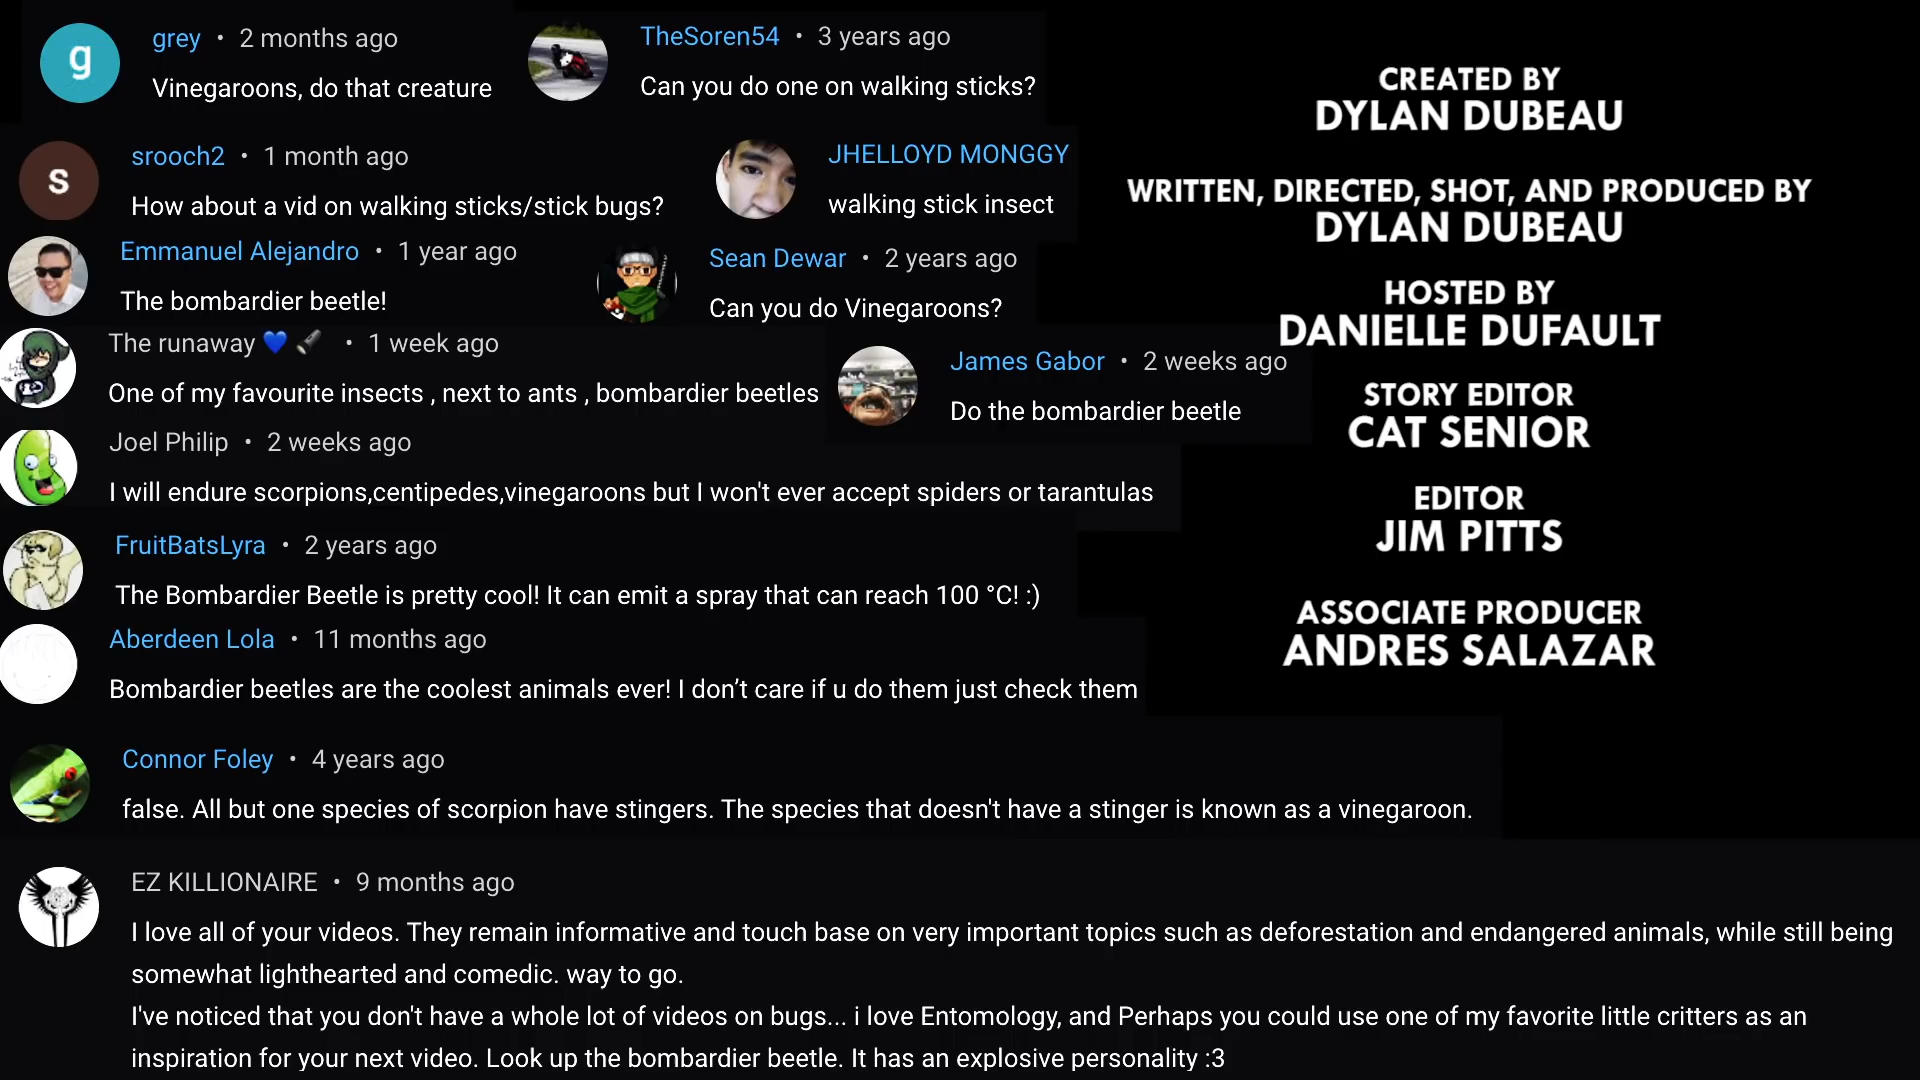 g
grey • 2 months ago
Vinegaroons, do that creature
TheSoren54 • 3 years ago
Can you do one on walking sticks?
s
srooch2 • 1 month ago
How about a vid on walking sticks/stick bugs?
JHELLOYD MONGGY
walking stick insect
Emmanuel Alejandro • 1 year ago
The bombardier beetle!
Sean Dewar • 2 years ago
Can you do Vinegaroons?
The runaway 💙 🔦 • 1 week ago
One of my favourite insects , next to ants , bombardier beetles
James Gabor • 2 weeks ago
Do the bombardier beetle
Joel Philip • 2 weeks ago
I will endure scorpions,centipedes,vinegaroons but I won't ever accept spiders or tarantulas
FruitBatsLyra • 2 years ago
The Bombardier Beetle is pretty cool! It can emit a spray that can reach 100 °C! :)
Aberdeen Lola • 11 months ago
Bombardier beetles are the coolest animals ever! I don’t care if u do them just check them
Connor Foley • 4 years ago
false. All but one species of scorpion have stingers. The species that doesn't have a stinger is known as a vinegaroon.
EZ KILLIONAIRE • 9 months ago
I love all of your videos. They remain informative and touch base on very important topics such as deforestation and endangered animals, while still being
somewhat lighthearted and comedic. way to go.
I've noticed that you don't have a whole lot of videos on bugs... i love Entomology, and Perhaps you could use one of my favorite little critters as an
inspiration for your next video. Look up the bombardier beetle. It has an explosive personality :3
CREATED BY
DYLAN DUBEAU
WRITTEN, DIRECTED, SHOT, AND PRODUCED BY
DYLAN DUBEAU
HOSTED BY
DANIELLE DUFAULT
STORY EDITOR
CAT SENIOR
EDITOR
JIM PITTS
ASSOCIATE PRODUCER
ANDRES SALAZAR